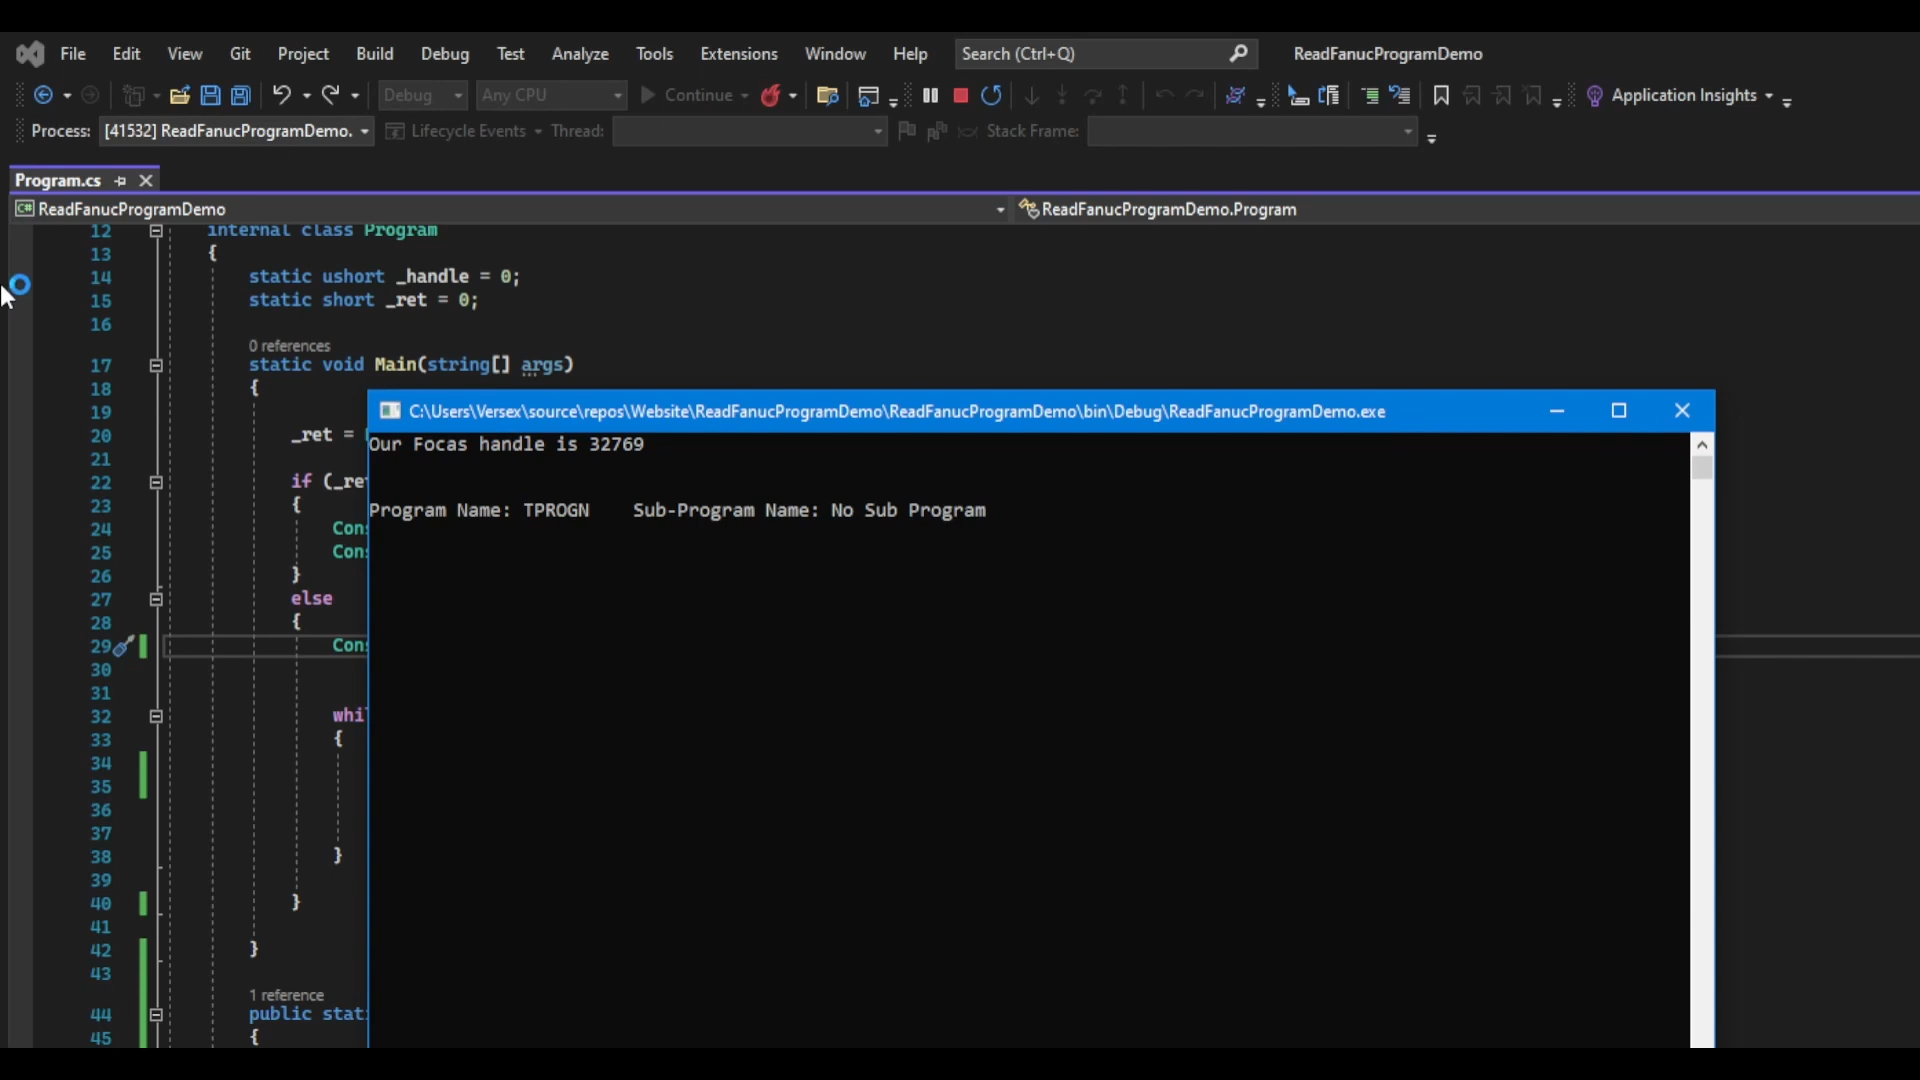 File Edit View Git Project Build Debug Test Analyze Tools Extensions Window Help Search (Ctrl+Q) ReadFanucProgramDemo
Debug Any CPU Continue Application Insights
Process: [41532] ReadFanucProgramDemo. Lifecycle Events Thread: Stack Frame:
Program.cs
C# ReadFanucProgramDemo ReadFanucProgramDemo.Program
12 internal class Program
13 {
14 static ushort _handle = 0;
15 static short _ret = 0;
16
0 references
17 static void Main(string[] args)
18 {
C:\Users\Versex\source\repos\Website\ReadFanucProgramDemo\ReadFanucProgramDemo\bin\Debug\ReadFanucProgramDemo.exe
19
20 _ret =
Our Focas handle is 32769
21
22 if (_re
23 {
Program Name: TPROGN    Sub-Program Name: No Sub Program
24 Con
25 Con
26 }
27 else
28 {
29 Con
30
31
32 whi
33 {
34
35
36
37
38 }
39
40 }
41
42 }
43
1 reference
44 public stat
45 {